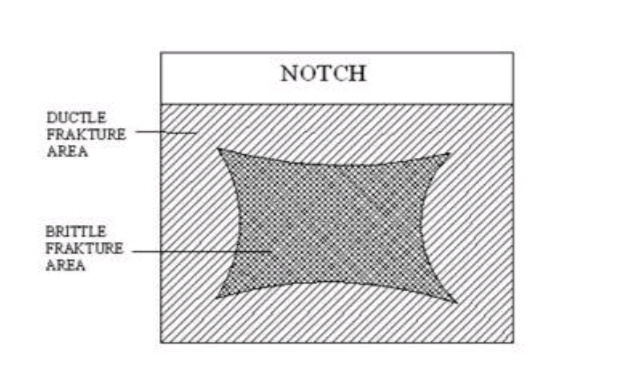 NOTCH
DUCTLE
FRAKTURE
AREA
BRITTLE
FRAKTURE
AREA